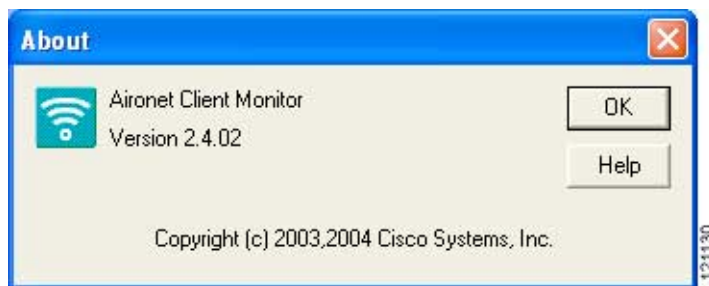 About
Aironet Client Monitor
Version 2.4.02
OK
Help
Copyright (c) 2003,2004 Cisco Systems, Inc.
121130